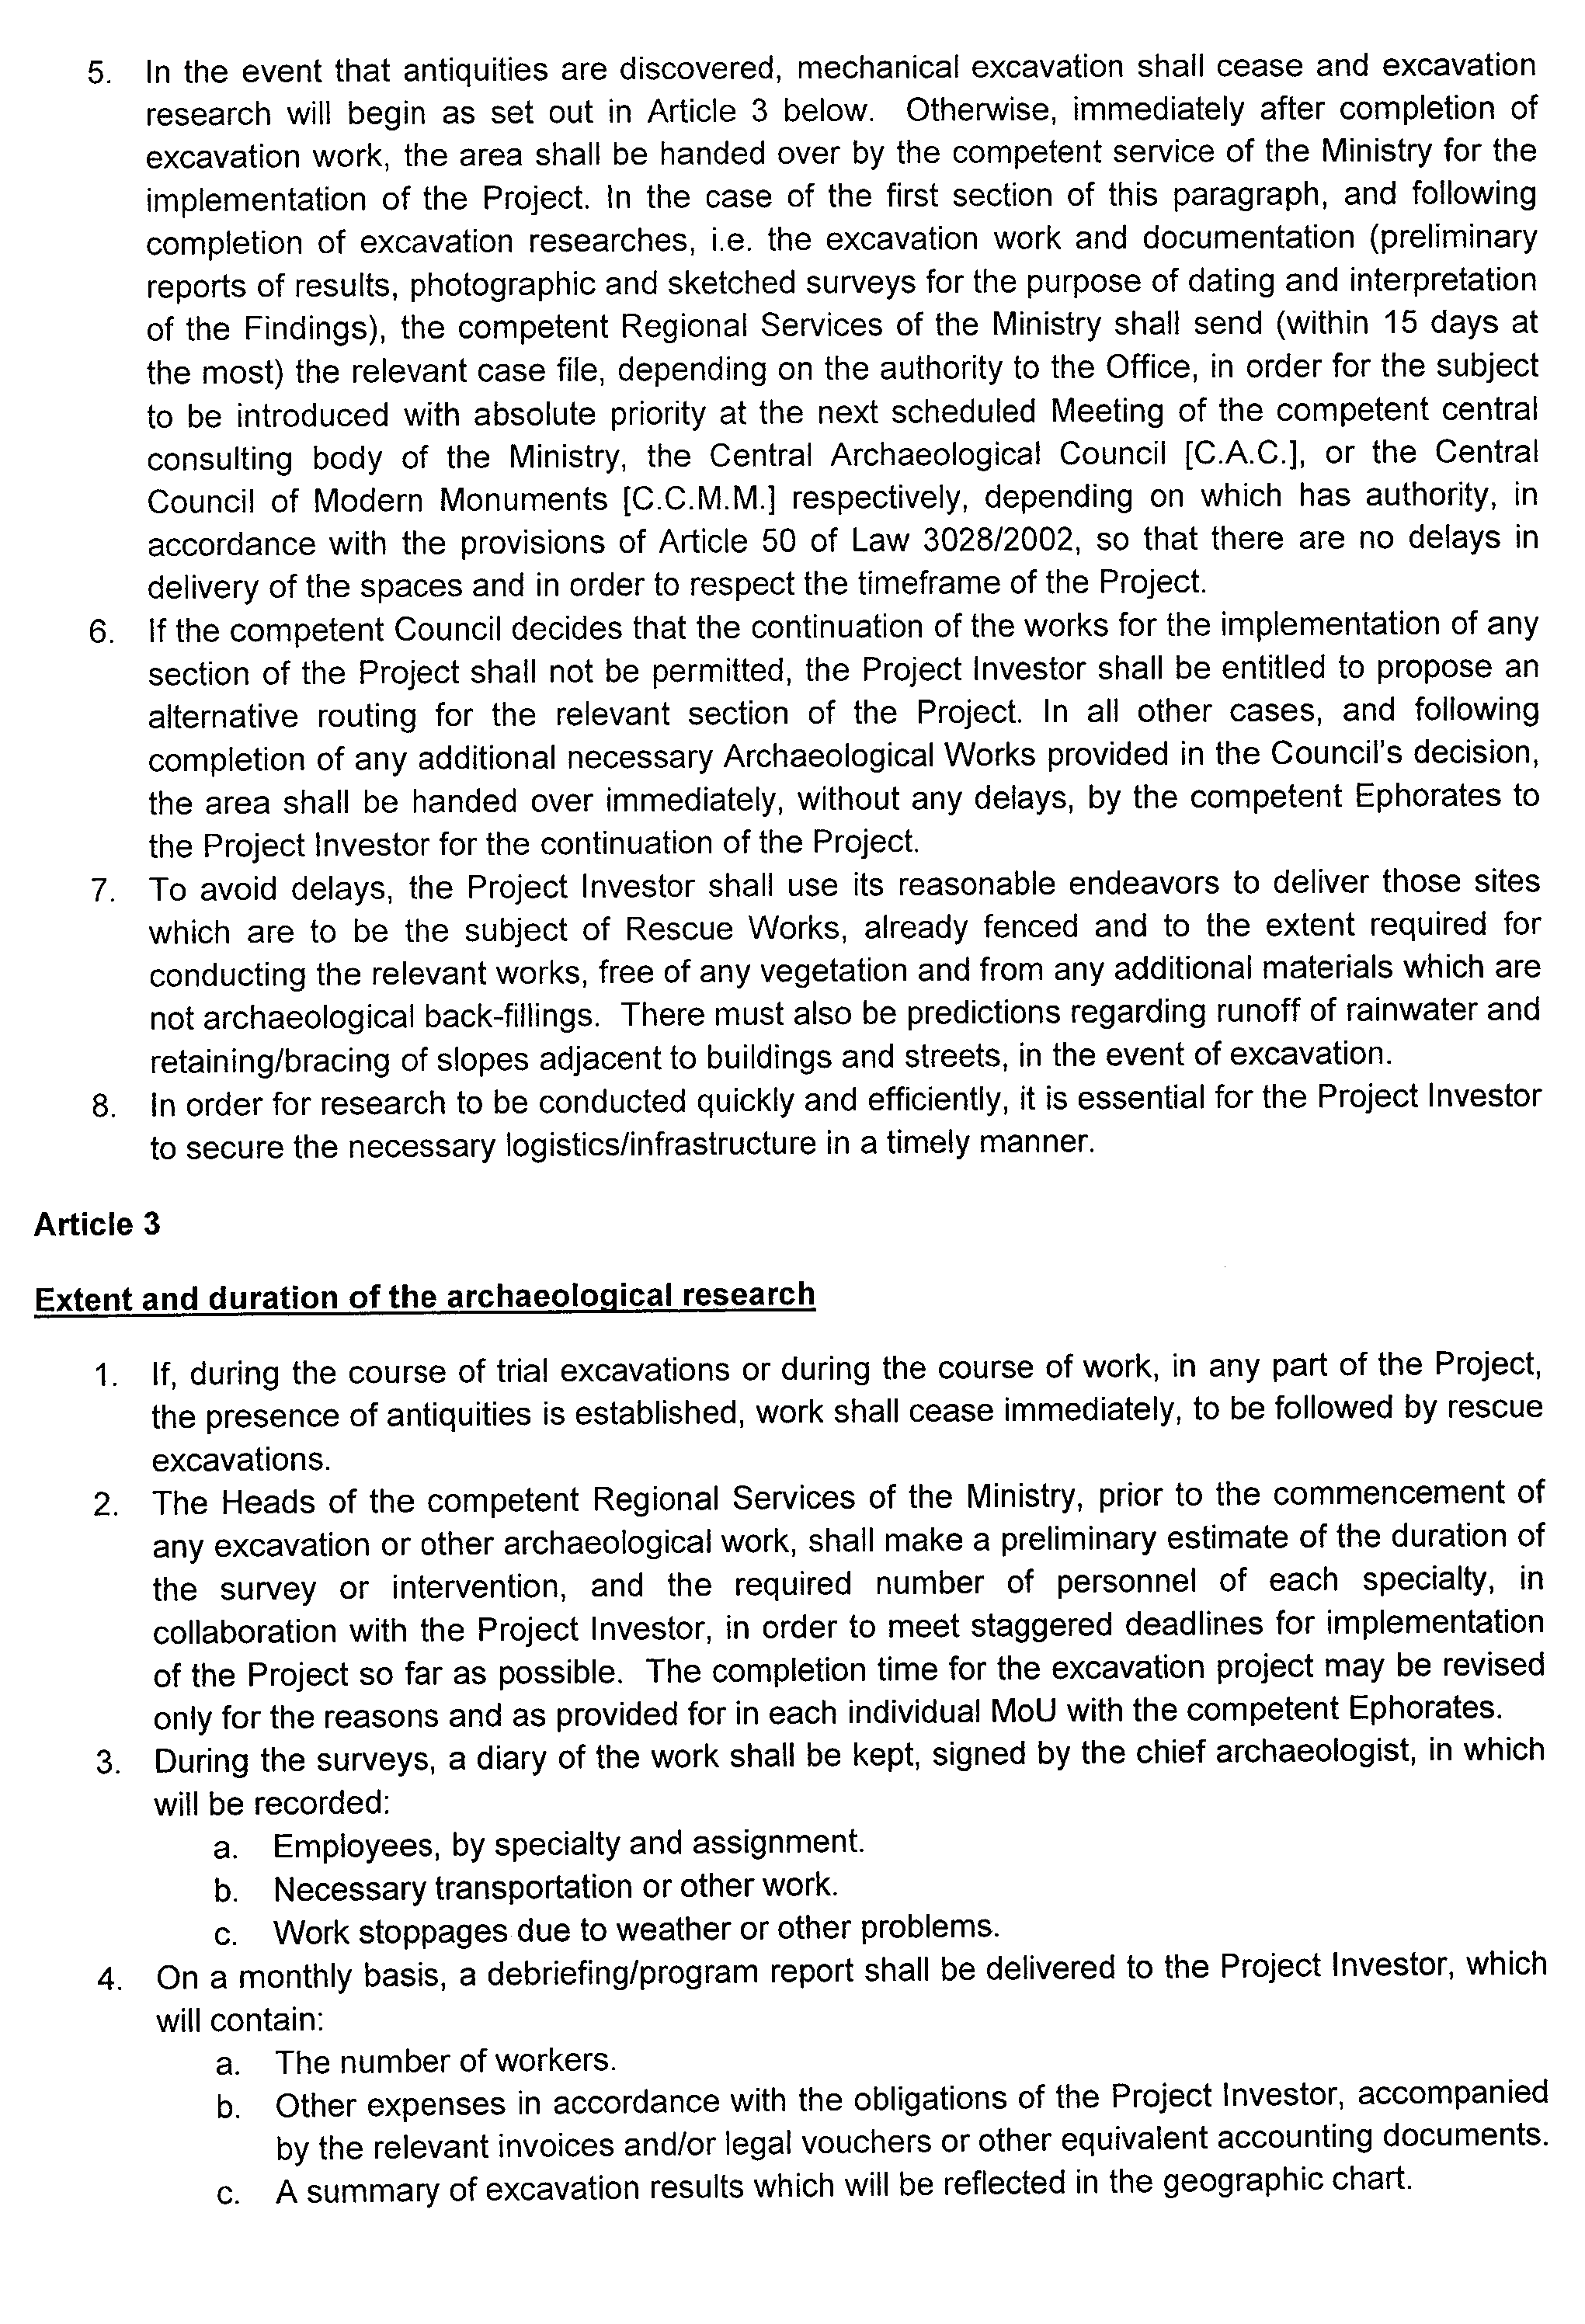 5. In the event that antiquities are discovered, mechanical excavation shall cease and excavation
research will begin as set out in Article 3 below. Otherwise, immediately after completion of
excavation work, the area shall be handed over by the competent service of the Ministry for the
implementation of the Project. In the case of the first section of this paragraph, and following
completion of excavation researches, i.e. the excavation work and documentation (preliminary
reports of results, photographic and sketched surveys for the purpose of dating and interpretation
of the Findings), the competent Regional Services of the Ministry shall send (within 15 days at
the most) the relevant case file, depending on the authority to the Office, in order for the subject
to be introduced with absolute priority at the next scheduled Meeting of the competent central
consulting body of the Ministry, the Central Archaeological Council [C.A.C.], or the Central
Council of Modern Monuments [C.C.M.M.] respectively, depending on which has authority, in
accordance with the provisions of Article 50 of Law 3028/2002, so that there are no delays in
delivery of the spaces and in order to respect the timeframe of the Project.
6. If the competent Council decides that the continuation of the works for the implementation of any
section of the Project shall not be permitted, the Project Investor shall be entitled to propose an
alternative routing for the relevant section of the Project. In all other cases, and following
completion of any additional necessary Archaeological Works provided in the Council's decision,
the area shall be handed over immediately, without any delays, by the competent Ephorates to
the Project Investor for the continuation of the Project.
7. To avoid delays, the Project Investor shall use its reasonable endeavors to deliver those sites
which are to be the subject of Rescue Works, already fenced and to the extent required for
conducting the relevant works, free of any vegetation and from any additional materials which are
not archaeological back-fillings. There must also be predictions regarding runoff of rainwater and
retaining/bracing of slopes adjacent to buildings and streets, in the event of excavation.
8. In order for research to be conducted quickly and efficiently, it is essential for the Project Investor
to secure the necessary logistics/infrastructure in a timely manner.
Article 3
Extent and duration of the archaeological research
1. If, during the course of trial excavations or during the course of work, in any part of the Project,
the presence of antiquities is established, work shall cease immediately, to be followed by rescue
excavations.
2. The Heads of the competent Regional Services of the Ministry, prior to the commencement of
any excavation or other archaeological work, shall make a preliminary estimate of the duration of
the survey or intervention, and the required number of personnel of each specialty, in
collaboration with the Project Investor, in order to meet staggered deadlines for implementation
of the Project so far as possible. The completion time for the excavation project may be revised
only for the reasons and as provided for in each individual MoU with the competent Ephorates.
3. During the surveys, a diary of the work shall be kept, signed by the chief archaeologist, in which
will be recorded:
a. Employees, by specialty and assignment.
b. Necessary transportation or other work.
c. Work stoppages due to weather or other problems.
4. On a monthly basis, a debriefing/program report shall be delivered to the Project Investor, which
will contain:
a. The number of workers.
b. Other expenses in accordance with the obligations of the Project Investor, accompanied
by the relevant invoices and/or legal vouchers or other equivalent accounting documents.
c. A summary of excavation results which will be reflected in the geographic chart.